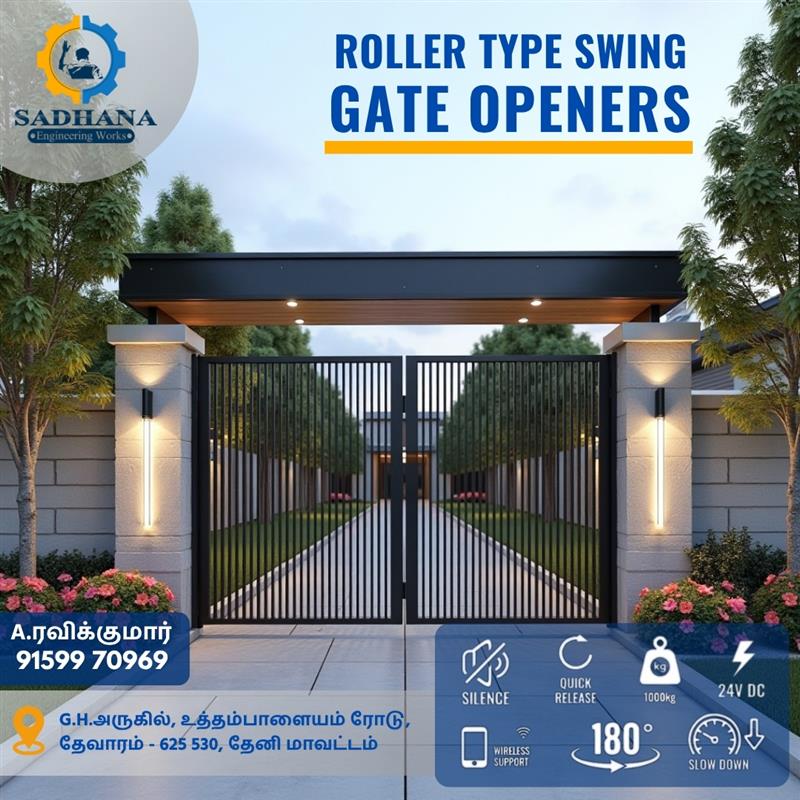 SADHANA
Engineering Works
ROLLER TYPE SWING
GATE OPENERS
A.ரவிக்குமார்
91599 70969
G.H.அருகில், உத்தம்பாளையம் ரோடு,
தேவாரம் - 625 530, தேனி மாவட்டம்
SILENCE
QUICK
RELEASE
kg
1000kg
24V DC
WIRELESS
SUPPORT
180°
SLOW DOWN